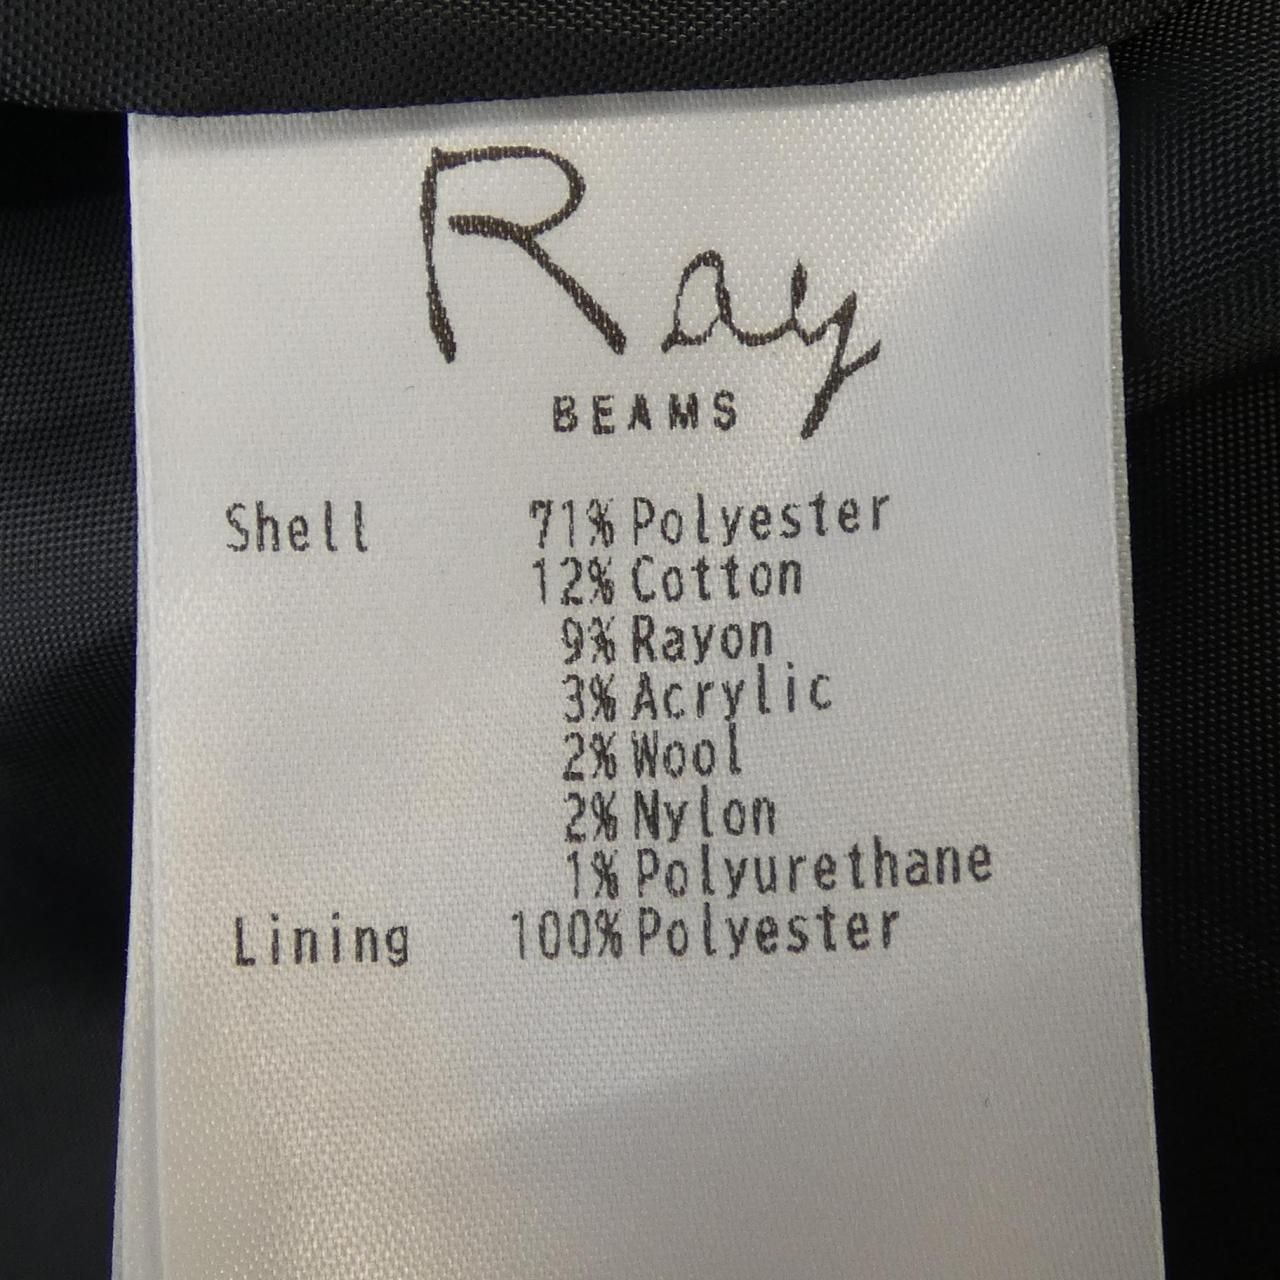 Ray
BEAMS
Shell 71% Polyester
12% Cotton
9% Rayon
3% Acrylic
2% Wool
2% Nylon
1% Polyurethane
Lining 100% Polyester